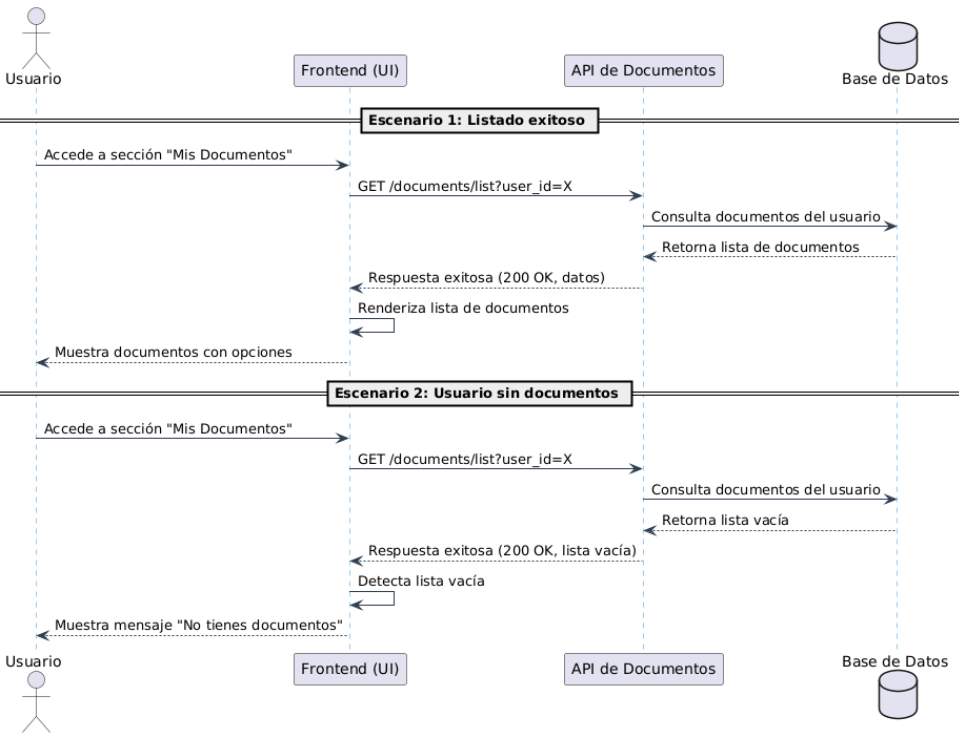 Usuario
Frontend (UI)
API de Documentos
Base de Datos
Escenario 1: Listado exitoso
Accede a sección "Mis Documentos"
GET /documents/list?user_id=X
Consulta documentos del usuario
Retorna lista de documentos
Respuesta exitosa (200 OK, datos)
Renderiza lista de documentos
Muestra documentos con opciones
Escenario 2: Usuario sin documentos
Accede a sección "Mis Documentos"
GET /documents/list?user_id=X
Consulta documentos del usuario
Retorna lista vacía
Respuesta exitosa (200 OK, lista vacía)
Detecta lista vacía
Muestra mensaje "No tienes documentos"
Usuario
Frontend (UI)
API de Documentos
Base de Datos